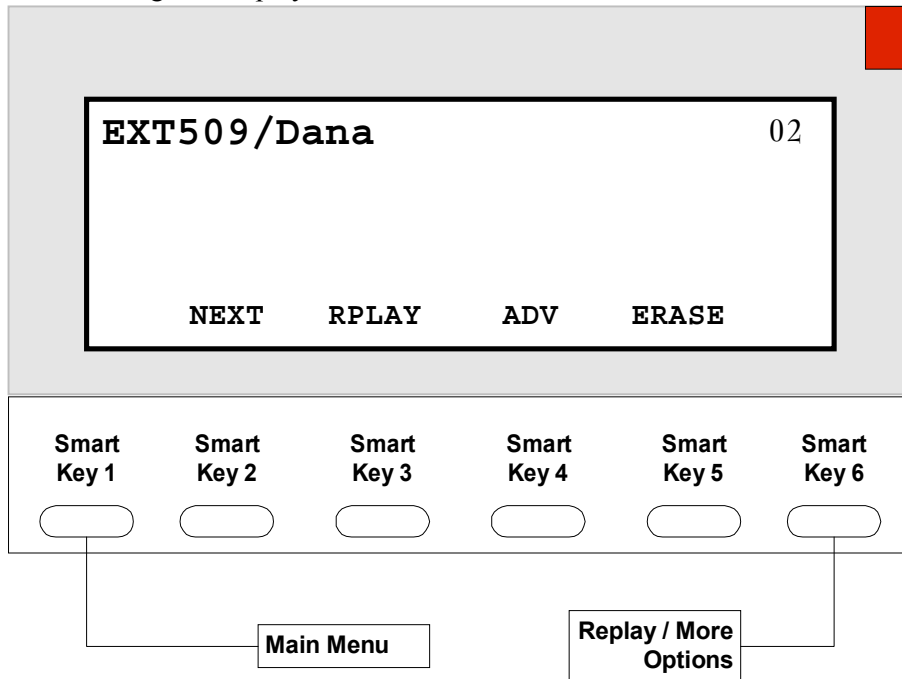 EXT509/Dana 02
NEXT RPLAY ADV ERASE
Smart Key 1
Smart Key 2
Smart Key 3
Smart Key 4
Smart Key 5
Smart Key 6
Main Menu
Replay / More
Options